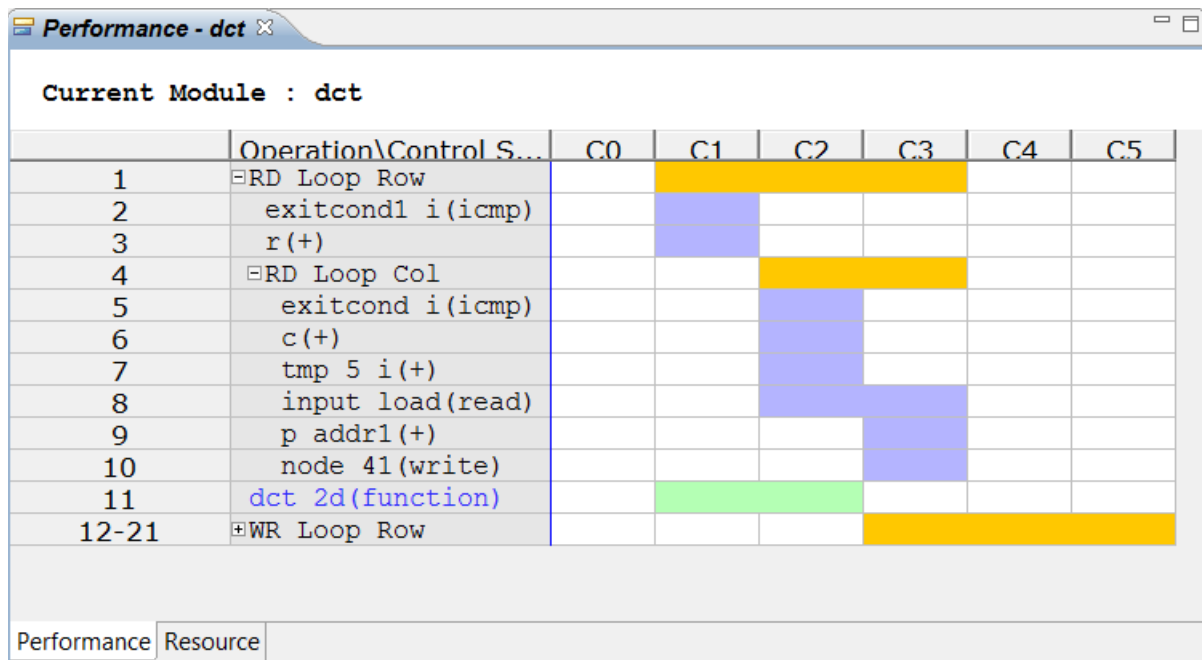 Performance - dct
Current Module : dct
Operation\Control S... C0 C1 C2 C3 C4 C5
1 RD Loop Row
2 exitcond1 i(icmp)
3 r(+)
4 RD Loop Col
5 exitcond i(icmp)
6 c(+)
7 tmp 5 i(+)
8 input load(read)
9 p addr1(+)
10 node 41(write)
11 dct 2d(function)
12-21 WR Loop Row
Performance Resource